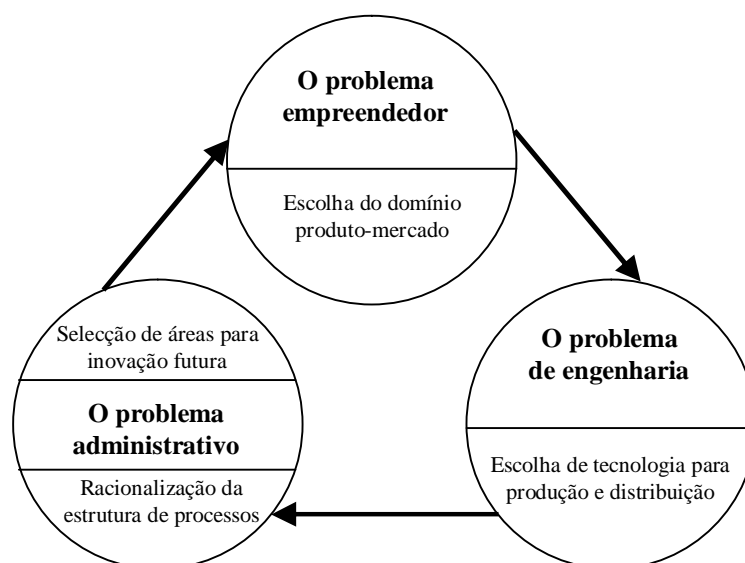 O problema
empreendedor
Escolha do domínio
produto-mercado
Selecção de áreas para
inovação futura
O problema
administrativo
Racionalização da
estrutura de processos
O problema
de engenharia
Escolha de tecnologia para
produção e distribuição